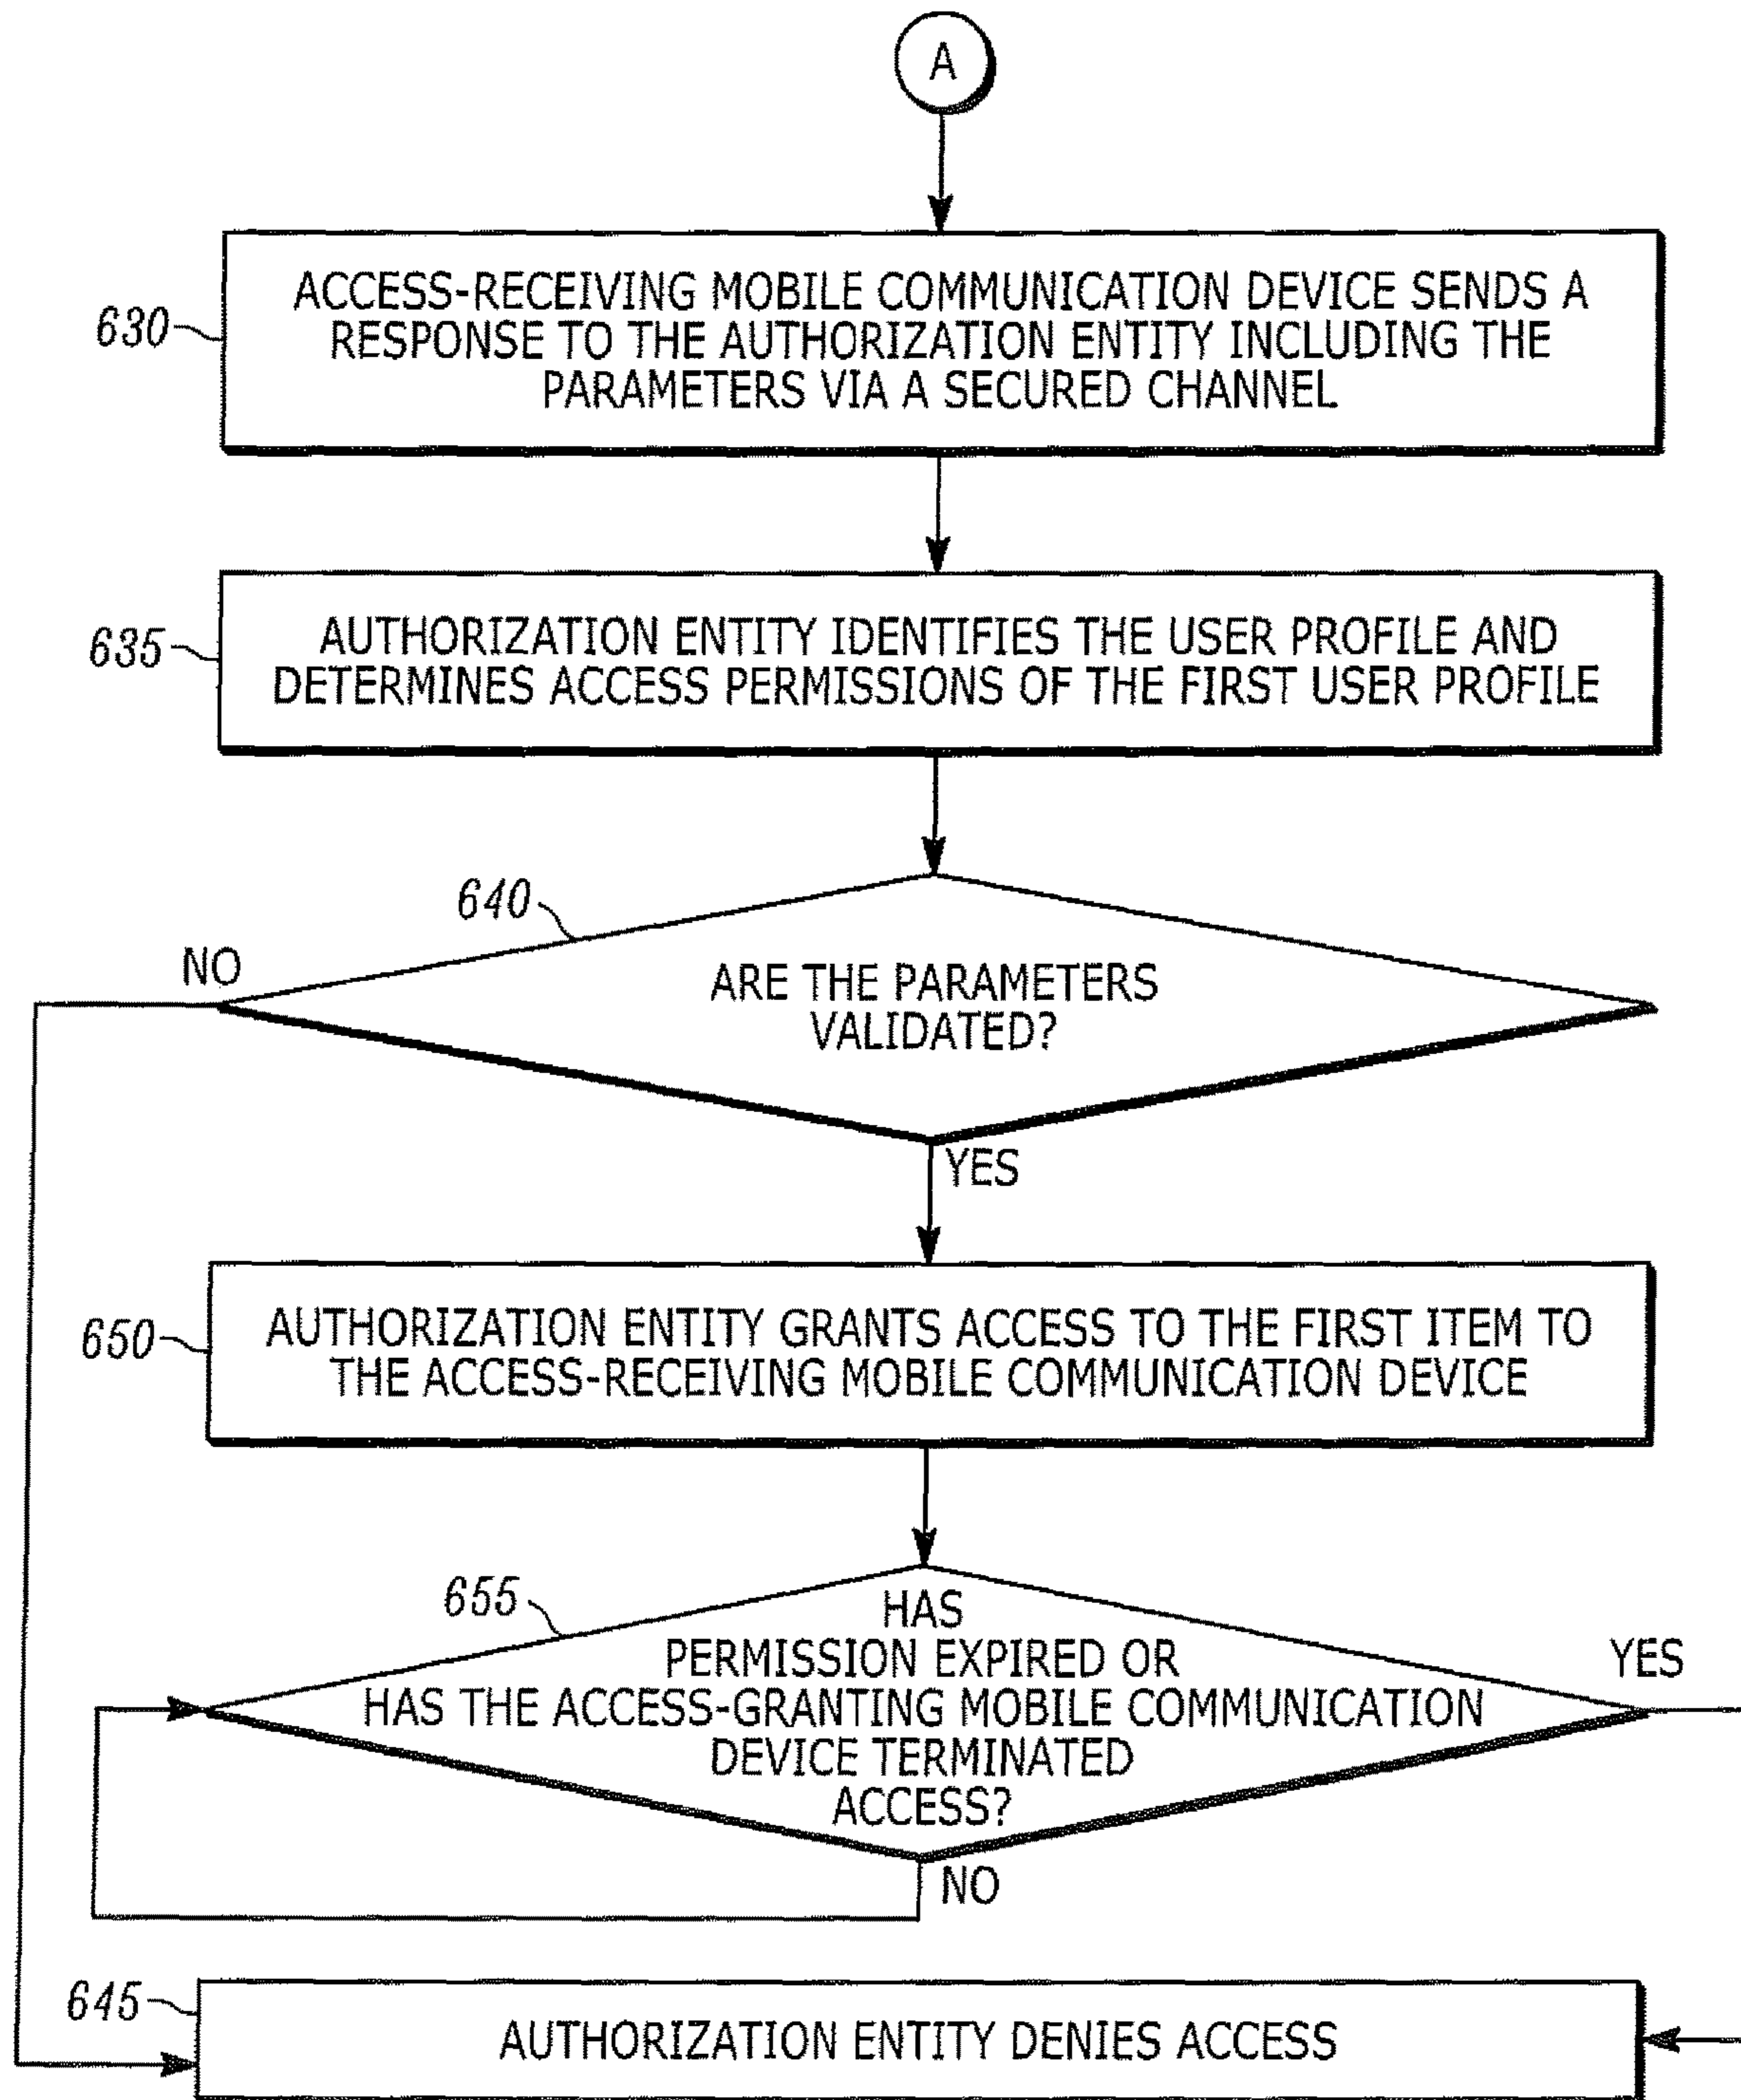 A
630
ACCESS-RECEIVING MOBILE COMMUNICATION DEVICE SENDS A
RESPONSE TO THE AUTHORIZATION ENTITY INCLUDING THE
PARAMETERS VIA A SECURED CHANNEL
635
AUTHORIZATION ENTITY IDENTIFIES THE USER PROFILE AND
DETERMINES ACCESS PERMISSIONS OF THE FIRST USER PROFILE
640
NO
ARE THE PARAMETERS
VALIDATED?
YES
650
AUTHORIZATION ENTITY GRANTS ACCESS TO THE FIRST ITEM TO
THE ACCESS-RECEIVING MOBILE COMMUNICATION DEVICE
655
HAS
PERMISSION EXPIRED OR
HAS THE ACCESS-GRANTING MOBILE COMMUNICATION
DEVICE TERMINATED
ACCESS?
YES
NO
645
AUTHORIZATION ENTITY DENIES ACCESS